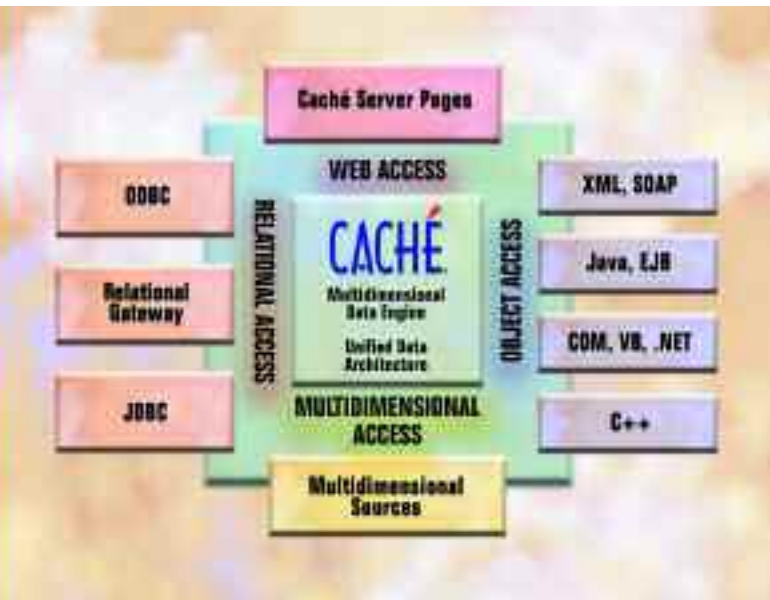 Caché Server Pages
WEB ACCESS
ODBC
Relational
Gateway
JDBC
RELATIONAL ACCESS
CACHÉ
Multidimensional
Data Engine
Unified Data
Architecture
OBJECT ACCESS
XML, SOAP
Java, EJB
COM, VB, .NET
C++
MULTIDIMENSIONAL
ACCESS
Multidimensional
Sources